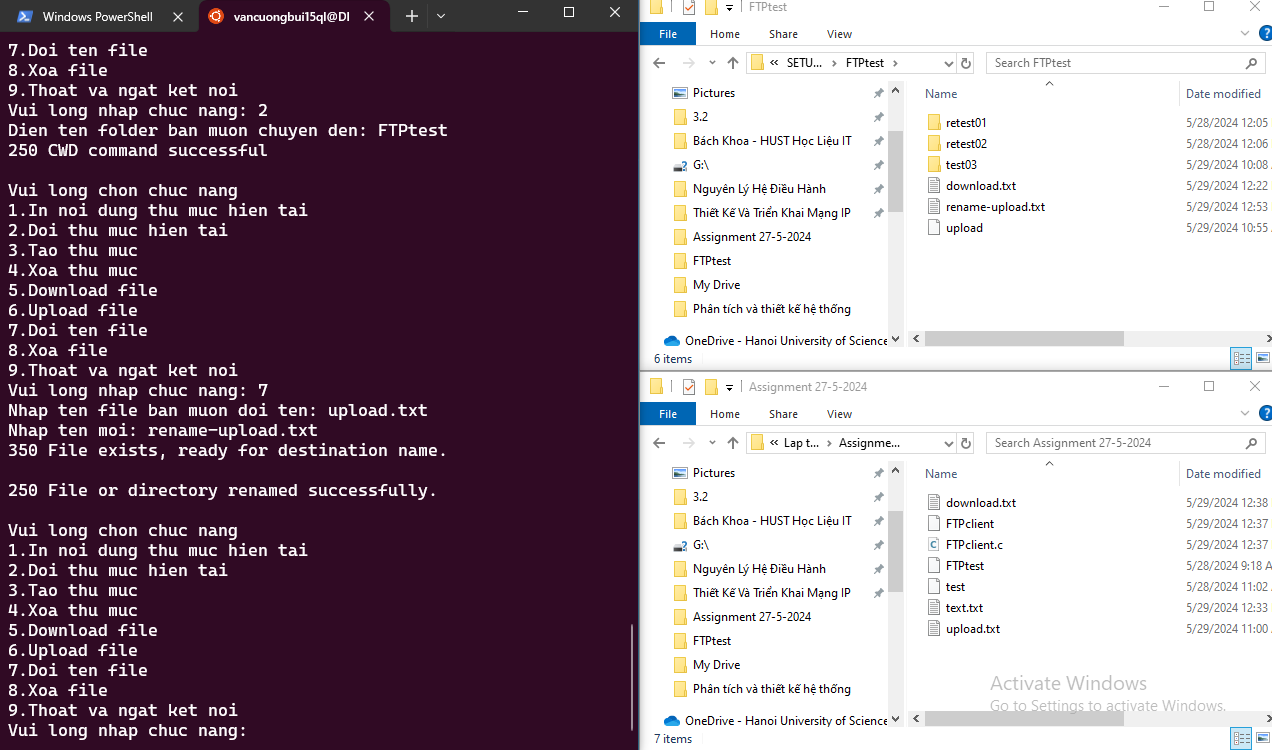 Windows PowerShell
vancuongbui15ql@DI
7.Doi ten file
8.Xoa file
9.Thoat va ngat ket noi
Vui long nhap chuc nang: 2
Dien ten folder ban muon chuyen den: FTPtest
250 CWD command successful
Vui long chon chuc nang
1.In noi dung thu muc hien tai
2.Doi thu muc hien tai
3.Tao thu muc
4.Xoa thu muc
5.Download file
6.Upload file
7.Doi ten file
8.Xoa file
9.Thoat va ngat ket noi
Vui long nhap chuc nang: 7
Nhap ten file ban muon doi ten: upload.txt
Nhap ten moi: rename-upload.txt
350 File exists, ready for destination name.
250 File or directory renamed successfully.
Vui long chon chuc nang
1.In noi dung thu muc hien tai
2.Doi thu muc hien tai
3.Tao thu muc
4.Xoa thu muc
5.Download file
6.Upload file
7.Doi ten file
8.Xoa file
9.Thoat va ngat ket noi
Vui long nhap chuc nang:
FTPtest
File Home Share View
« SETU... FTPtest
Search FTPtest
Pictures
3.2
Bách Khoa - HUST Học Liệu IT
G:\
Nguyên Lý Hệ Điều Hành
Thiết Kế Và Triển Khai Mạng IP
Assignment 27-5-2024
FTPtest
My Drive
Phân tích và thiết kế hệ thống
OneDrive - Hanoi University of Science
Name Date modified
retest01 5/28/2024 12:05
retest02 5/28/2024 12:06
test03 5/29/2024 10:08
download.txt 5/29/2024 12:22
rename-upload.txt 5/29/2024 12:53
upload 5/29/2024 10:55
6 items
Assignment 27-5-2024
File Home Share View
« Lap t... Assignme...
Search Assignment 27-5-2024
Pictures
3.2
Bách Khoa - HUST Học Liệu IT
G:\
Nguyên Lý Hệ Điều Hành
Thiết Kế Và Triển Khai Mạng IP
Assignment 27-5-2024
FTPtest
My Drive
Phân tích và thiết kế hệ thống
OneDrive - Hanoi University of Science
Name Date modified
download.txt 5/29/2024 12:38
FTPclient 5/29/2024 12:37
FTPclient.c 5/29/2024 12:37
FTPtest 5/28/2024 9:18 A
test 5/28/2024 11:02
text.txt 5/29/2024 12:33
upload.txt 5/29/2024 11:00
Activate Windows
Go to Settings to activate Windows.
7 items